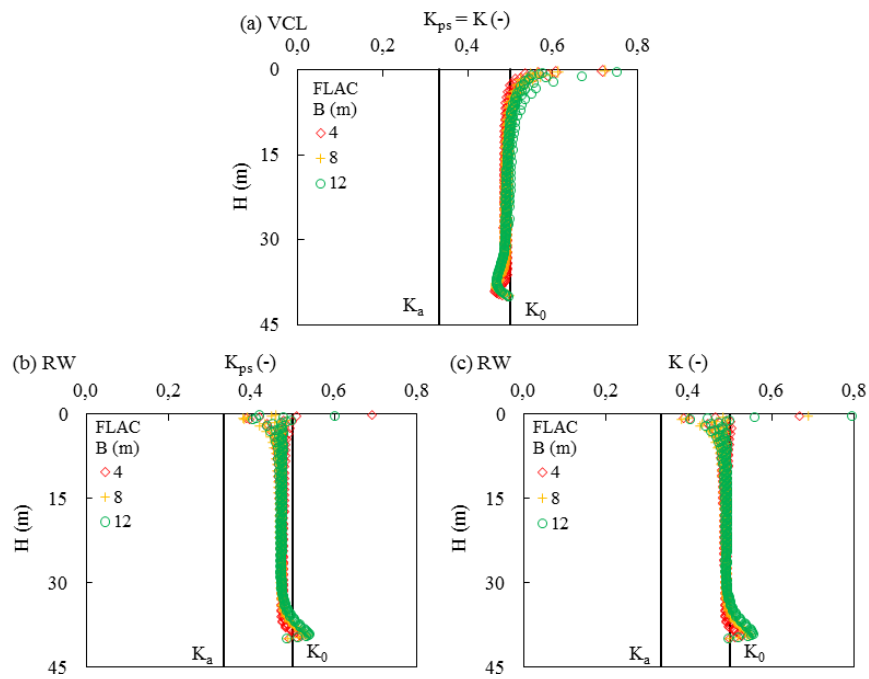 (a) VCL
K_ps = K (-)
0,0 0,2 0,4 0,6 0,8
0
15
30
45
H (m)
FLAC
B (m)
4
8
12
K_a
K_0
(b) RW
K_ps (-)
0,0 0,2 0,4 0,6 0,8
0
15
30
45
H (m)
FLAC
B (m)
4
8
12
K_a
K_0
(c) RW
K (-)
0,0 0,2 0,4 0,6 0,8
0
15
30
45
H (m)
FLAC
B (m)
4
8
12
K_a
K_0